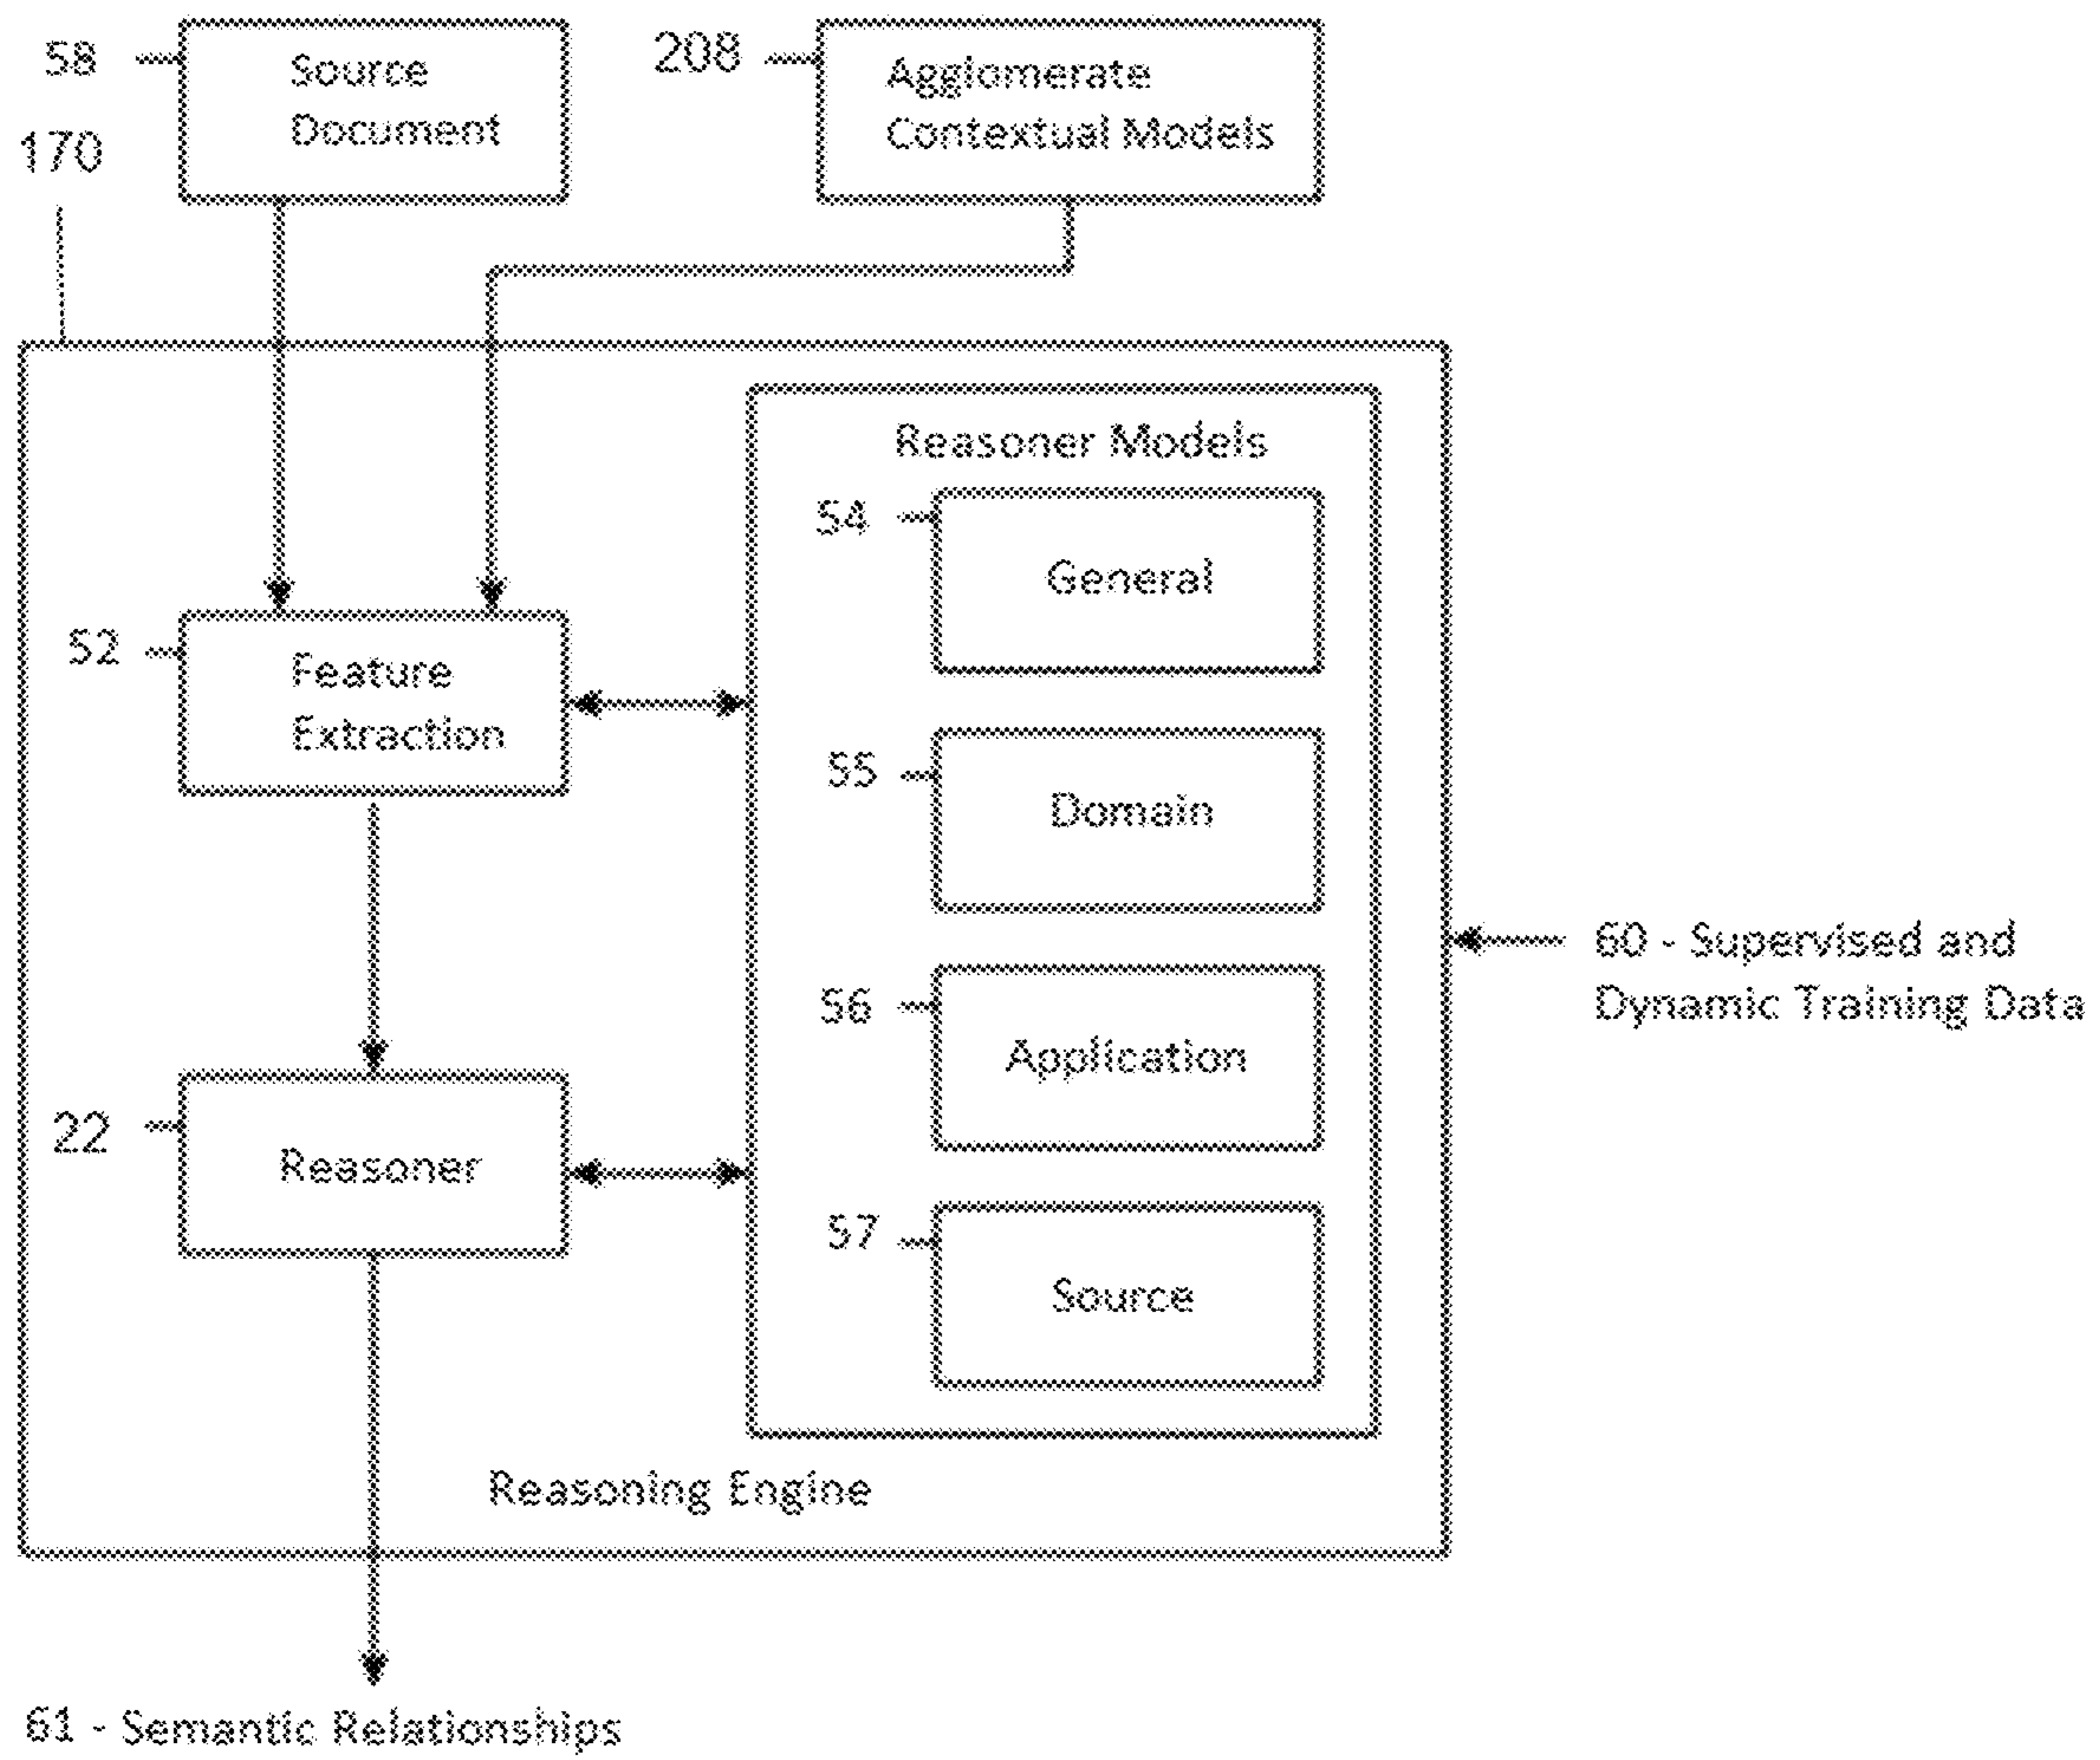 58
Source
Document
208
Agglomerate
Contextual Models
170
Reasoner Models
54
General
52
Feature
Extraction
55
Domain
60 - Supervised and
Dynamic Training Data
56
Application
22
Reasoner
57
Source
Reasoning Engine
61 - Semantic Relationships